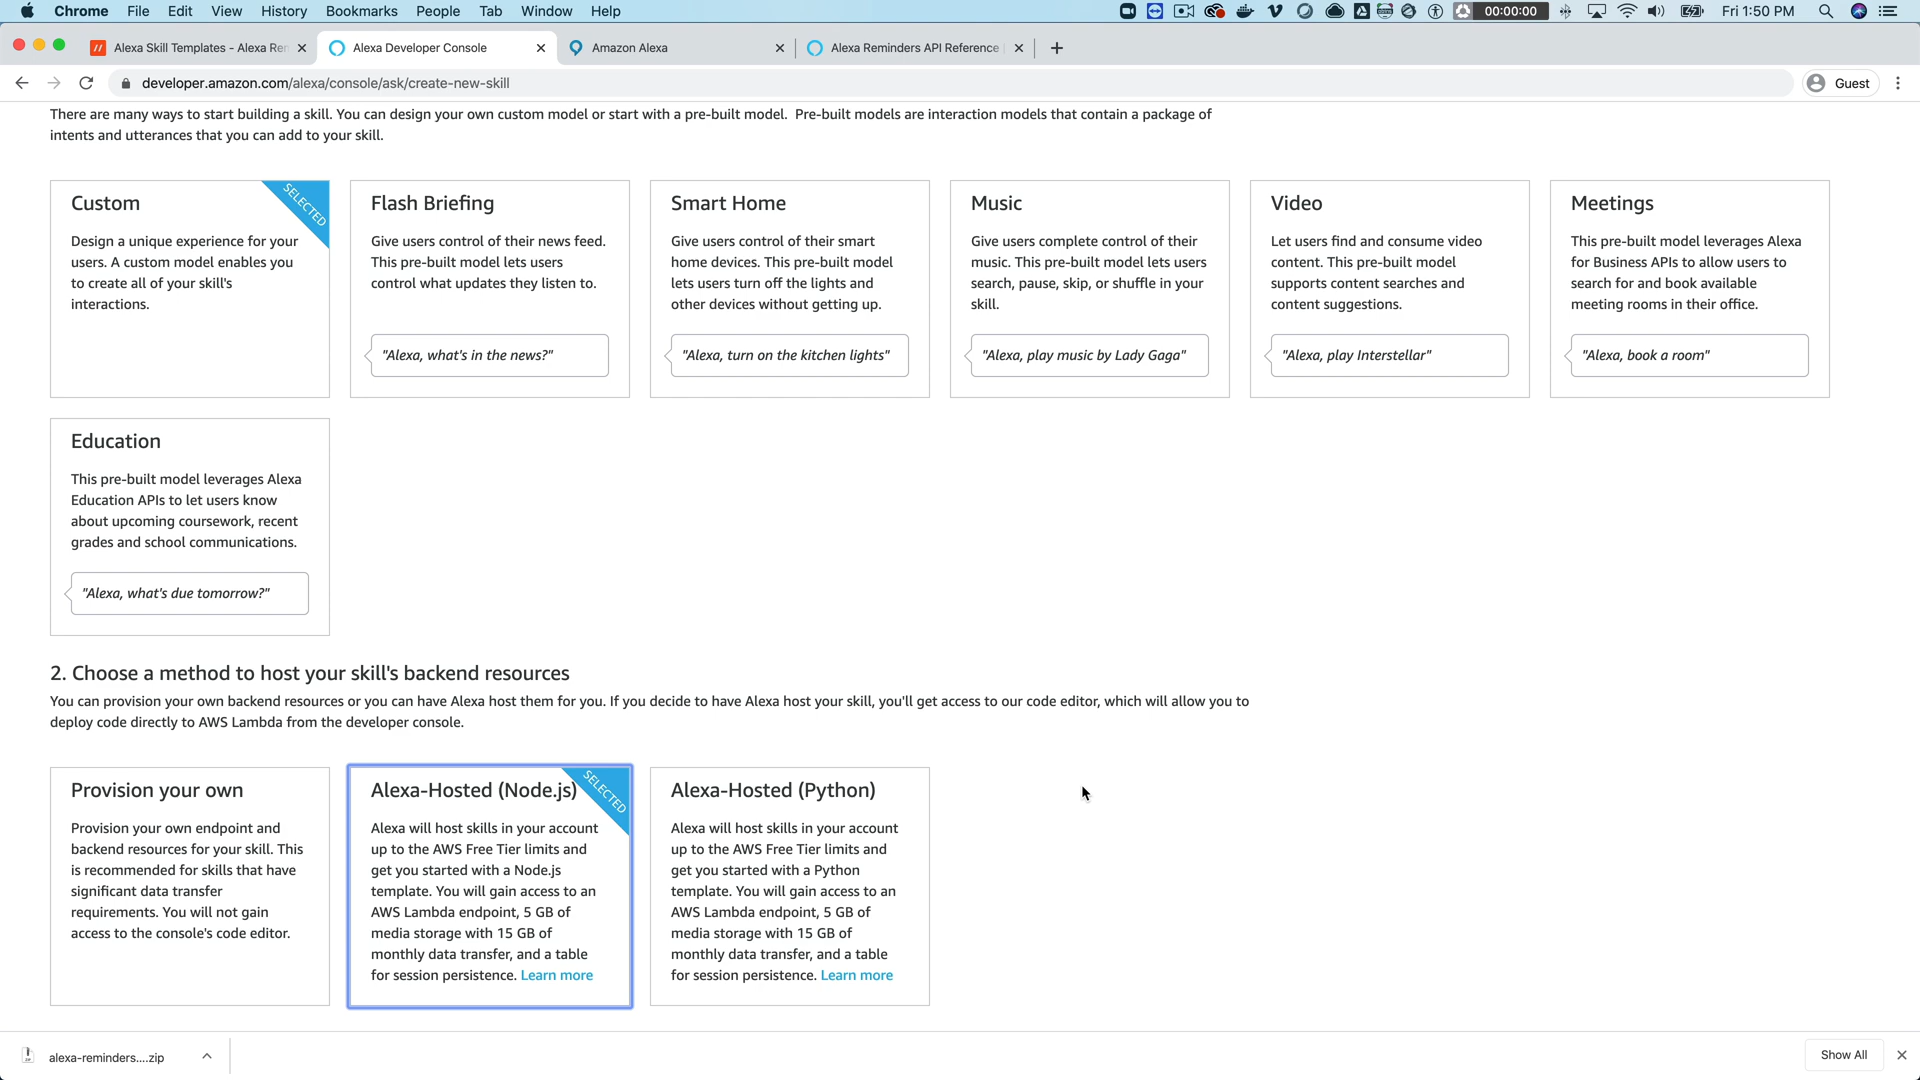 Chrome File Edit View History Bookmarks People Tab Window Help 00:00:00 Fri 1:50 PM
Alexa Skill Templates - Alexa Rem Alexa Developer Console Amazon Alexa Alexa Reminders API Reference
developer.amazon.com/alexa/console/ask/create-new-skill Guest
There are many ways to start building a skill. You can design your own custom model or start with a pre-built model. Pre-built models are interaction models that contain a package of
intents and utterances that you can add to your skill.
Custom
SELECTED
Design a unique experience for your
users. A custom model enables you
to create all of your skill's
interactions.
Flash Briefing
Give users control of their news feed.
This pre-built model lets users
control what updates they listen to.
"Alexa, what's in the news?"
Smart Home
Give users control of their smart
home devices. This pre-built model
lets users turn off the lights and
other devices without getting up.
"Alexa, turn on the kitchen lights"
Music
Give users complete control of their
music. This pre-built model lets users
search, pause, skip, or shuffle in your
skill.
"Alexa, play music by Lady Gaga"
Video
Let users find and consume video
content. This pre-built model
supports content searches and
content suggestions.
"Alexa, play Interstellar"
Meetings
This pre-built model leverages Alexa
for Business APIs to allow users to
search for and book available
meeting rooms in their office.
"Alexa, book a room"
Education
This pre-built model leverages Alexa
Education APIs to let users know
about upcoming coursework, recent
grades and school communications.
"Alexa, what's due tomorrow?"
2. Choose a method to host your skill's backend resources
You can provision your own backend resources or you can have Alexa host them for you. If you decide to have Alexa host your skill, you'll get access to our code editor, which will allow you to
deploy code directly to AWS Lambda from the developer console.
Provision your own
Provision your own endpoint and
backend resources for your skill. This
is recommended for skills that have
significant data transfer
requirements. You will not gain
access to the console's code editor.
Alexa-Hosted (Node.js)
SELECTED
Alexa will host skills in your account
up to the AWS Free Tier limits and
get you started with a Node.js
template. You will gain access to an
AWS Lambda endpoint, 5 GB of
media storage with 15 GB of
monthly data transfer, and a table
for session persistence. Learn more
Alexa-Hosted (Python)
Alexa will host skills in your account
up to the AWS Free Tier limits and
get you started with a Python
template. You will gain access to an
AWS Lambda endpoint, 5 GB of
media storage with 15 GB of
monthly data transfer, and a table
for session persistence. Learn more
alexa-reminders....zip Show All